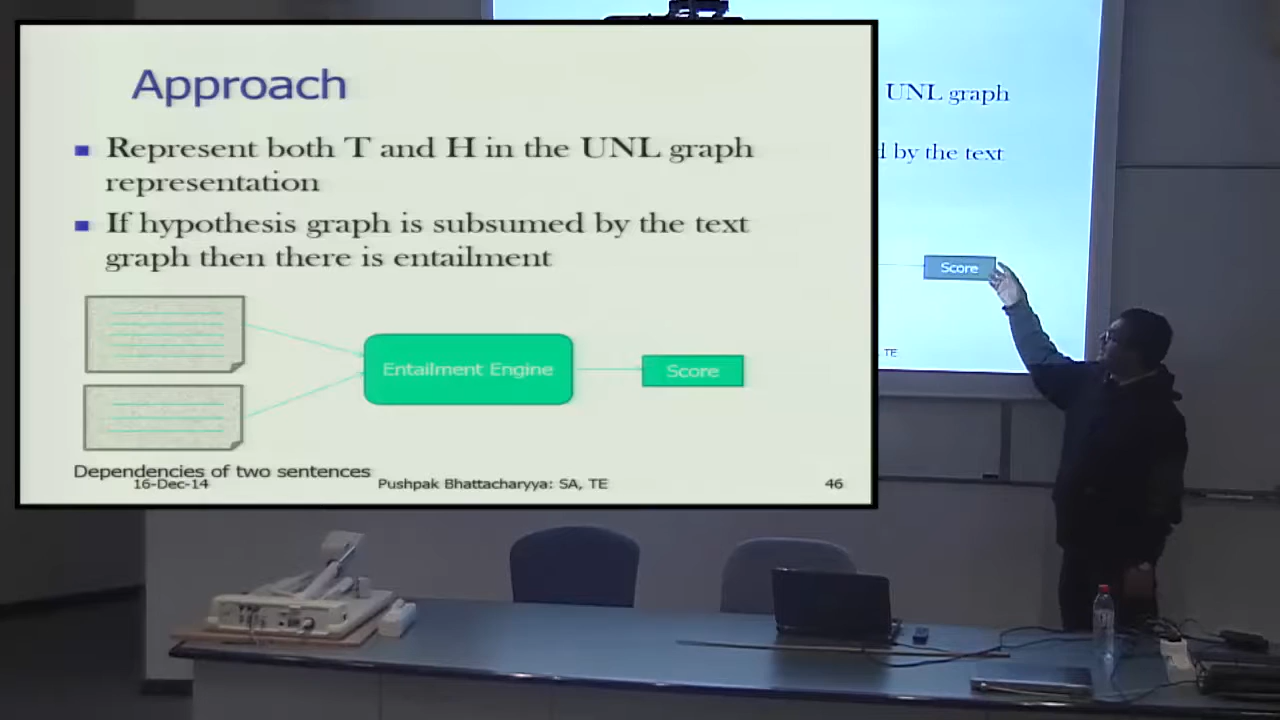 Approach
Represent both T and H in the UNL graph
representation
If hypothesis graph is subsumed by the text
graph then there is entailment
Entailment Engine
Score
Dependencies of two sentences
16-Dec-14
Pushpak Bhattacharyya: SA, TE
46
UNL graph
d by the text
Score
, TE